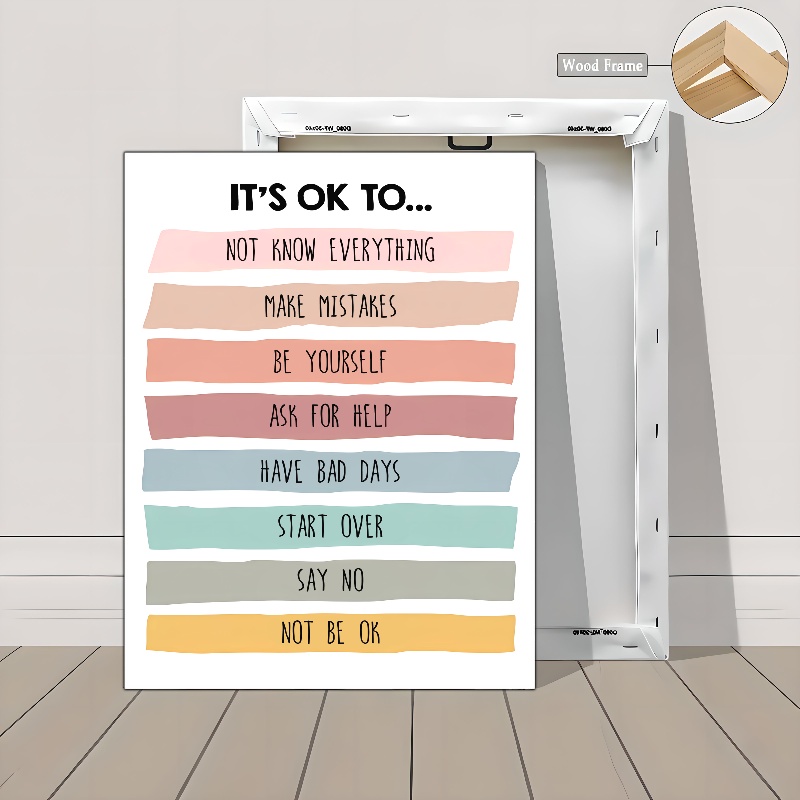 Wood Frame
IT'S OK TO...
NOT KNOW EVERYTHING
MAKE MISTAKES
BE YOURSELF
ASK FOR HELP
HAVE BAD DAYS
START OVER
SAY NO
NOT BE OK